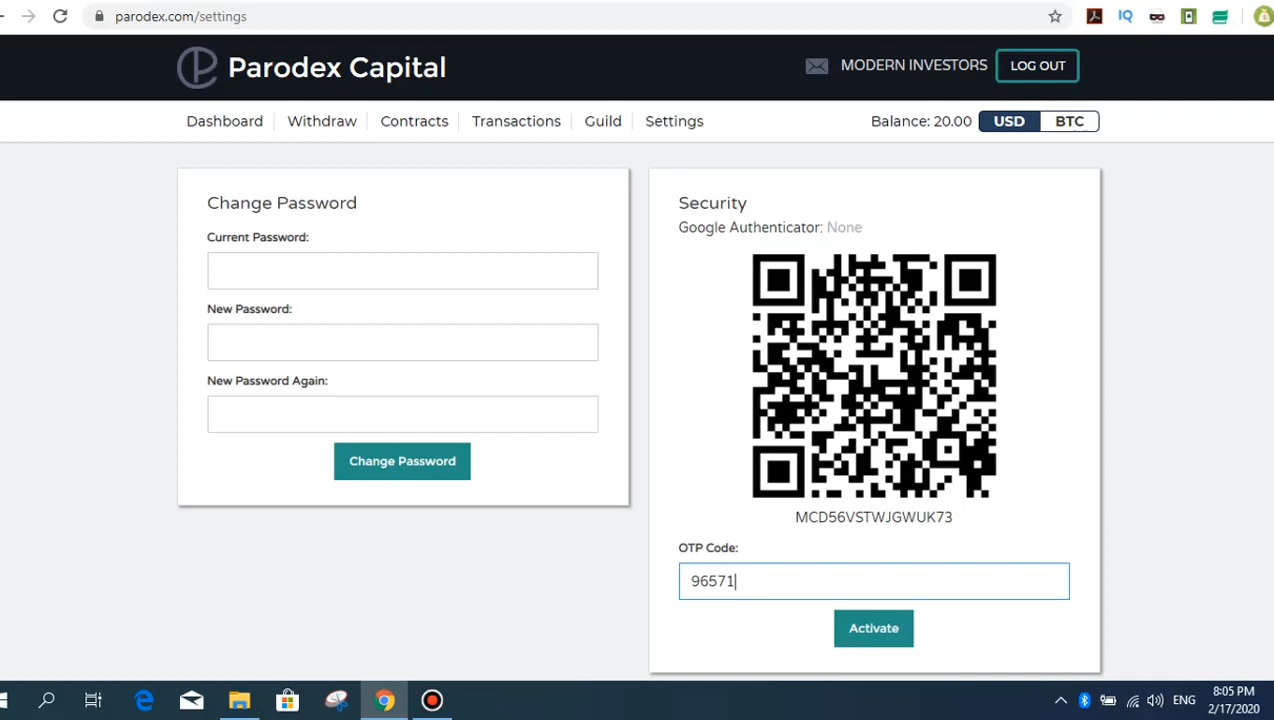 parodex.com/settings
IQ
Parodex Capital
MODERN INVESTORS
LOG OUT
Dashboard
Withdraw
Contracts
Transactions
Guild
Settings
Balance: 20.00
USD
BTC
Change Password
Current Password:
New Password:
New Password Again:
Change Password
Security
Google Authenticator: None
MCD56VSTWJGWUK73
OTP Code:
96571
Activate
ENG
8:05 PM
2/17/2020